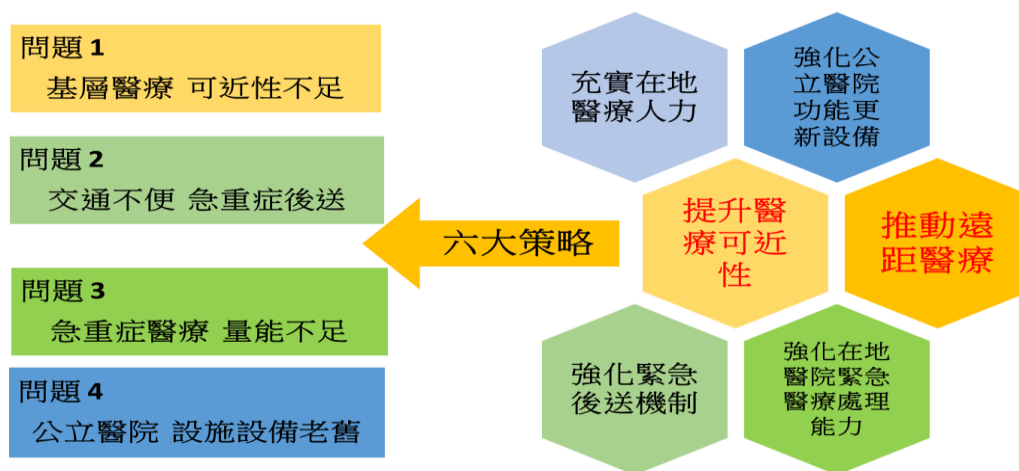 問題 1
基層醫療 可近性不足
問題 2
交通不便 急重症後送
問題 3
急重症醫療 量能不足
問題 4
公立醫院 設施設備老舊
六大策略
充實在地
醫療人力
強化公
立醫院
功能更
新設備
提升醫
療可近
性
推動遠
距醫療
強化緊急
後送機制
強化在地
醫院緊急
醫療處理
能力